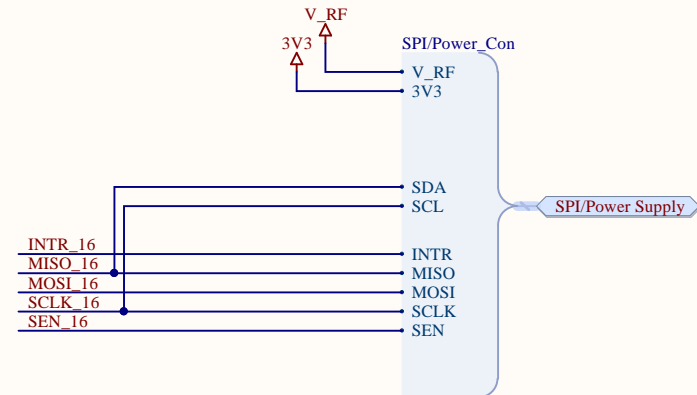 V_RF
3V3
SPI/Power_Con
V_RF
3V3
SDA
SCL
SPI/Power Supply
INTR_16
INTR
MISO_16
MISO
MOSI_16
MOSI
SCLK_16
SCLK
SEN_16
SEN